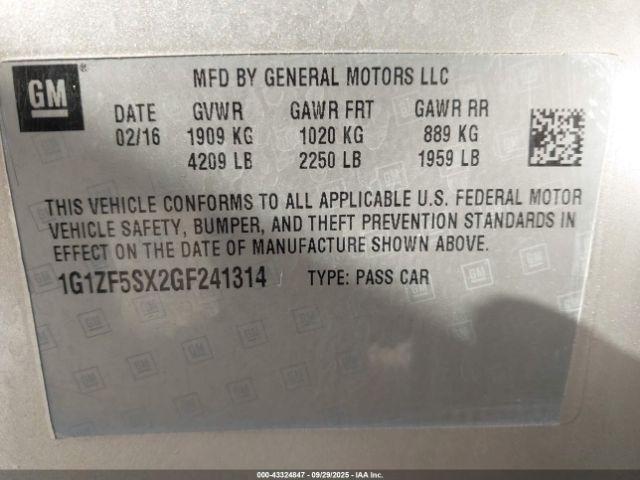 GM
MFD BY GENERAL MOTORS LLC
DATE GVWR GAWR FRT GAWR RR
02/16 1909 KG 1020 KG 889 KG
4209 LB 2250 LB 1959 LB
THIS VEHICLE CONFORMS TO ALL APPLICABLE U.S. FEDERAL MOTOR
VEHICLE SAFETY, BUMPER, AND THEFT PREVENTION STANDARDS IN
EFFECT ON THE DATE OF MANUFACTURE SHOWN ABOVE.
1G1ZF5SX2GF241314 TYPE: PASS CAR
000-43324847 | 09/29/2025 | IAA Inc.